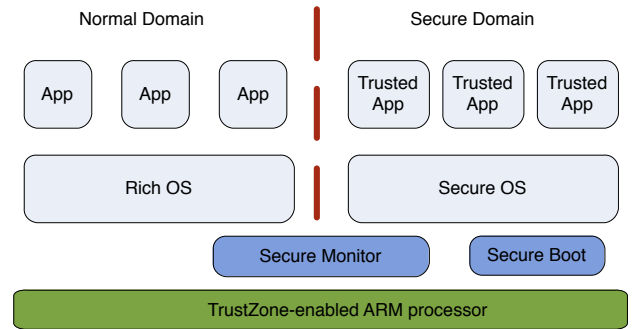 Normal Domain
Secure Domain
App
App
App
Trusted
App
Trusted
App
Trusted
App
Rich OS
Secure OS
Secure Monitor
Secure Boot
TrustZone-enabled ARM processor